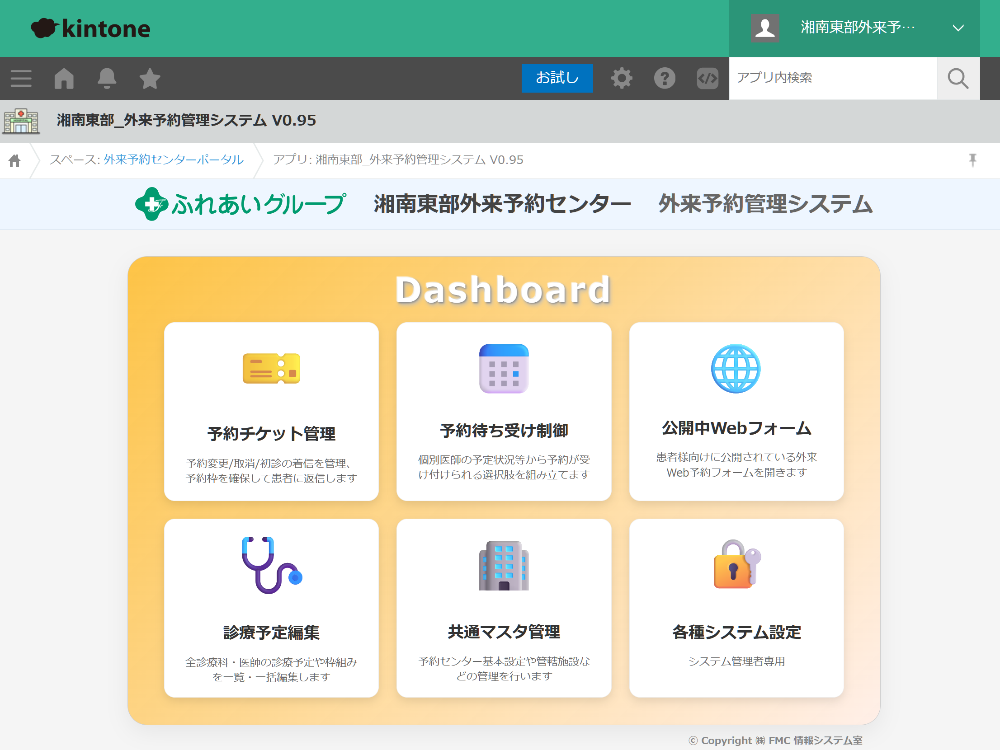 kintone
湘南東部外来予…
お試し
アプリ内検索
湘南東部_外来予約管理システム V0.95
スペース: 外来予約センターポータル
アプリ: 湘南東部_外来予約管理システム V0.95
ふれあいグループ 湘南東部外来予約センター 外来予約管理システム
Dashboard
予約チケット管理
予約変更/取消/初診の着信を管理、
予約枠を確保して患者に返信します
予約待ち受け制御
個別医師の予定状況等から予約が受
け付けられる選択肢を組み立てます
公開中Webフォーム
患者様向けに公開されている外来
Web予約フォームを開きます
診療予定編集
全診療科・医師の診療予定や枠組み
を一覧・一括編集します
共通マスタ管理
予約センター基本設定や管轄施設な
どの管理を行います
各種システム設定
システム管理者専用
© Copyright ㈱ FMC 情報システム室